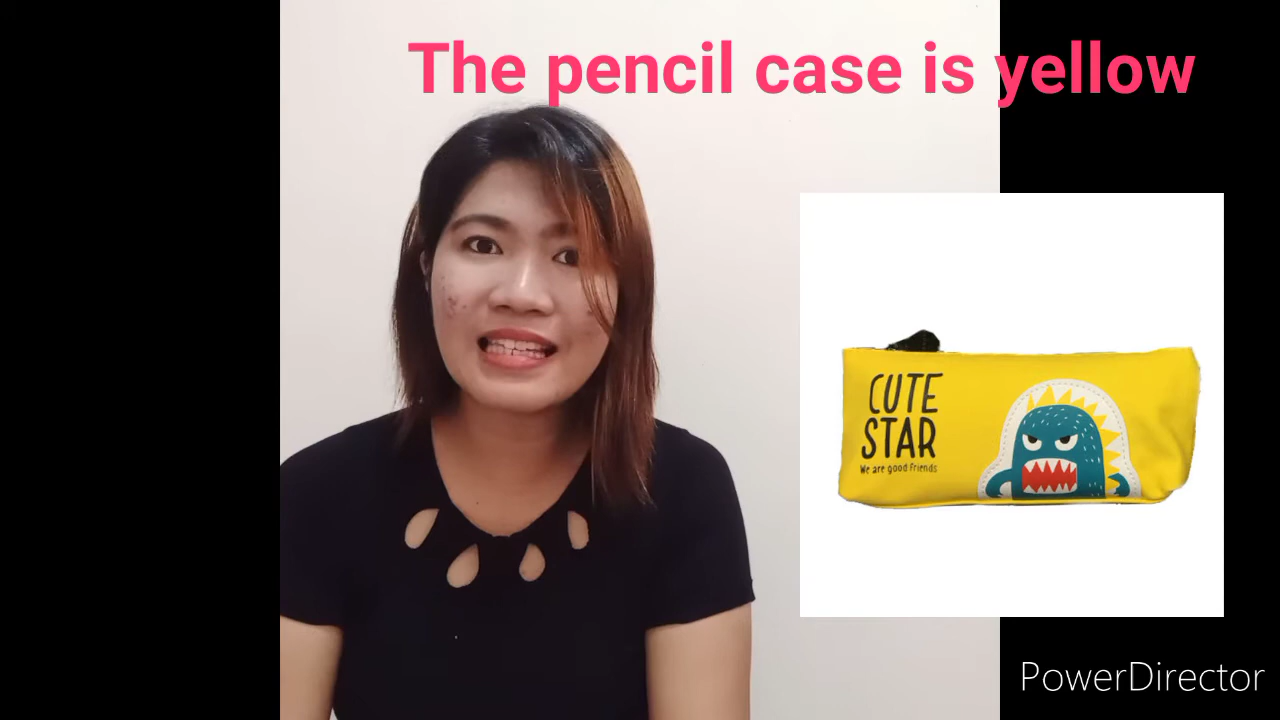 The pencil case is yellow
CUTE
STAR
We are good friends
PowerDirector